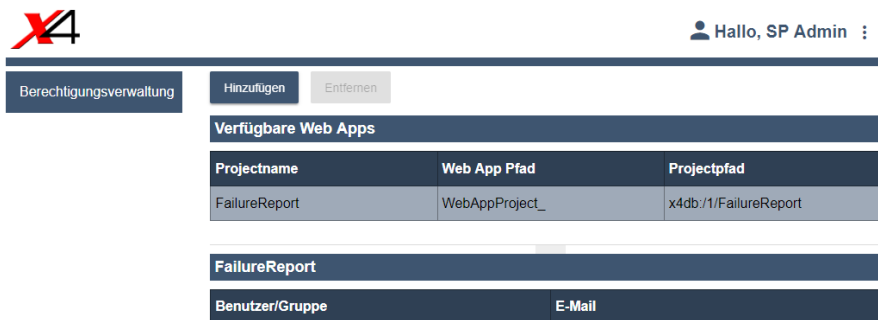 X4
Hallo, SP Admin
Berechtigungsverwaltung
Hinzufügen Entfernen
Verfügbare Web Apps
Projectname Web App Pfad Projectpfad
FailureReport WebAppProject_ x4db:/1/FailureReport
FailureReport
Benutzer/Gruppe E-Mail